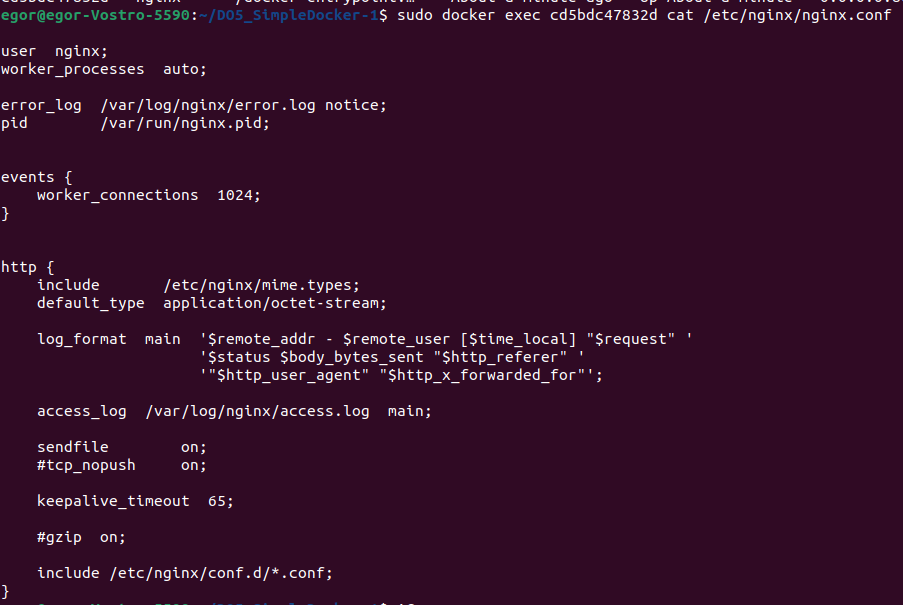 egor@egor-Vostro-5590:~/DO5_SimpleDocker-1$ sudo docker exec cd5bdc47832d cat /etc/nginx/nginx.conf
user  nginx;
worker_processes  auto;
error_log  /var/log/nginx/error.log notice;
pid        /var/run/nginx.pid;
events {
    worker_connections  1024;
}
http {
    include       /etc/nginx/mime.types;
    default_type  application/octet-stream;
    log_format  main  '$remote_addr - $remote_user [$time_local] "$request" '
                      '$status $body_bytes_sent "$http_referer" '
                      '"$http_user_agent" "$http_x_forwarded_for"';
    access_log  /var/log/nginx/access.log  main;
    sendfile        on;
    #tcp_nopush     on;
    keepalive_timeout  65;
    #gzip  on;
    include /etc/nginx/conf.d/*.conf;
}